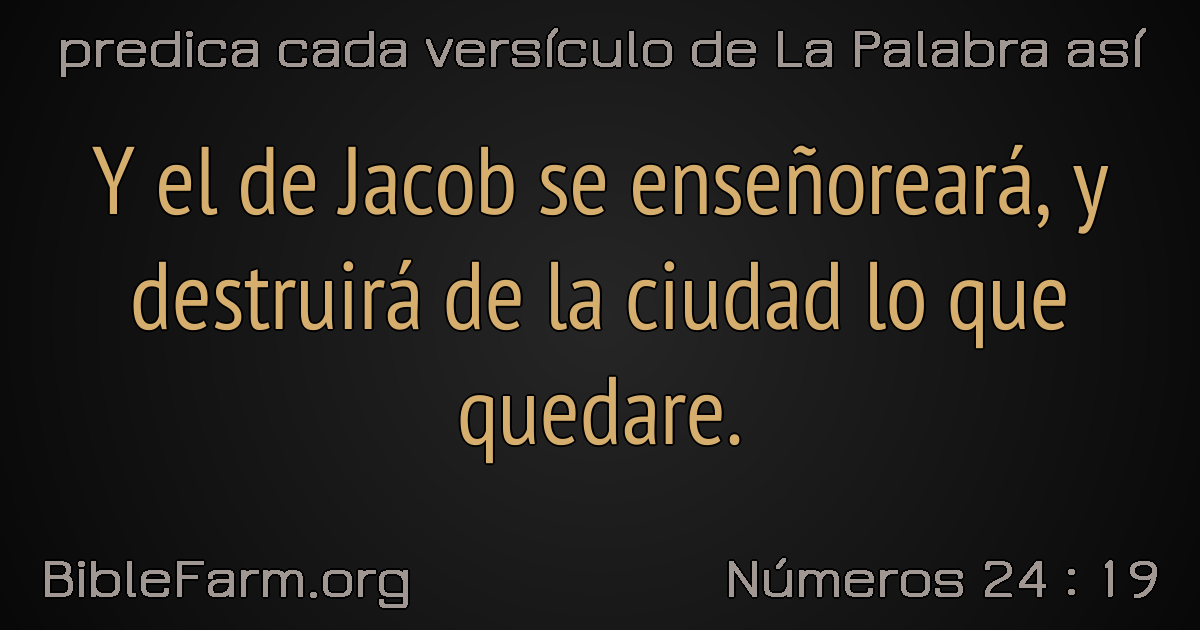 predica cada versículo de La Palabra así
Y el de Jacob se enseñoreará, y
destruirá de la ciudad lo que
quedare.
BibleFarm.org
Números 24 : 19